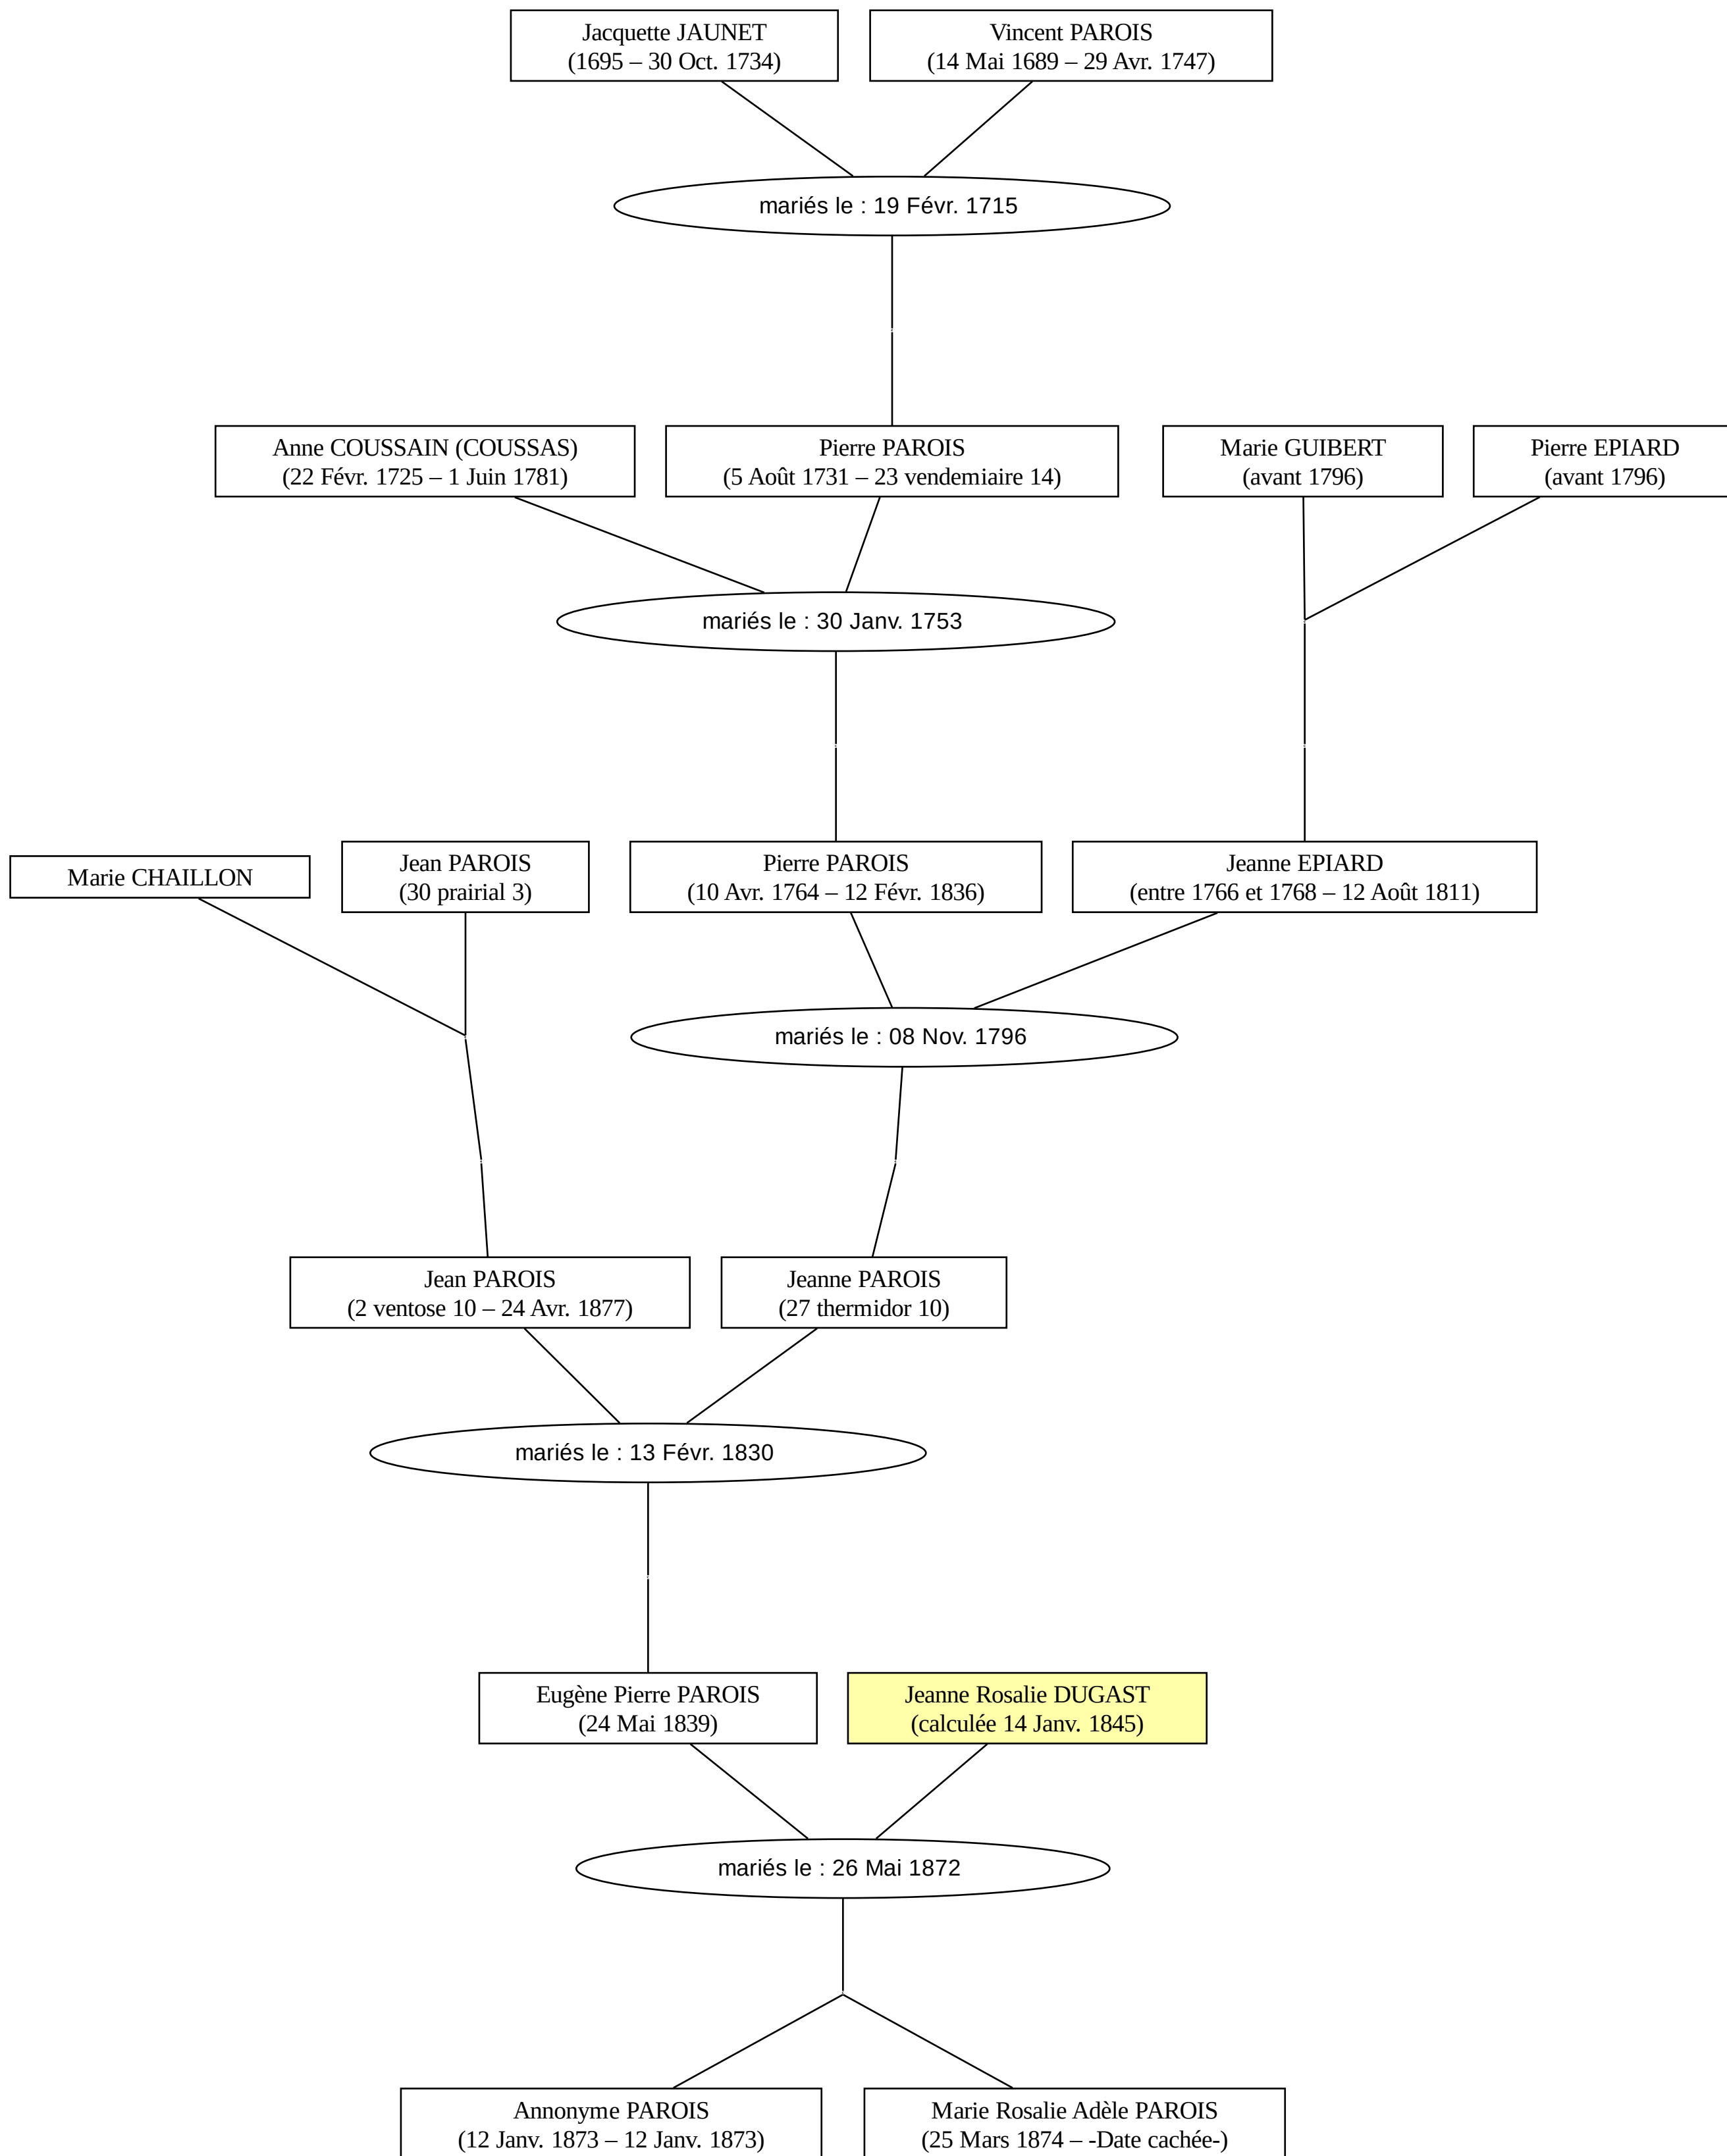 Jacquette JAUNET
(1695 – 30 Oct. 1734)
Vincent PAROIS
(14 Mai 1689 – 29 Avr. 1747)
mariés le : 19 Févr. 1715
Anne COUSSAIN (COUSSAS)
(22 Févr. 1725 – 1 Juin 1781)
Pierre PAROIS
(5 Août 1731 – 23 vendemiaire 14)
Marie GUIBERT
(avant 1796)
Pierre EPIARD
(avant 1796)
mariés le : 30 Janv. 1753
Marie CHAILLON
Jean PAROIS
(30 prairial 3)
Pierre PAROIS
(10 Avr. 1764 – 12 Févr. 1836)
Jeanne EPIARD
(entre 1766 et 1768 – 12 Août 1811)
mariés le : 08 Nov. 1796
Jean PAROIS
(2 ventose 10 – 24 Avr. 1877)
Jeanne PAROIS
(27 thermidor 10)
mariés le : 13 Févr. 1830
Eugène Pierre PAROIS
(24 Mai 1839)
Jeanne Rosalie DUGAST
(calculée 14 Janv. 1845)
mariés le : 26 Mai 1872
Annonyme PAROIS
(12 Janv. 1873 – 12 Janv. 1873)
Marie Rosalie Adèle PAROIS
(25 Mars 1874 – -Date cachée-)